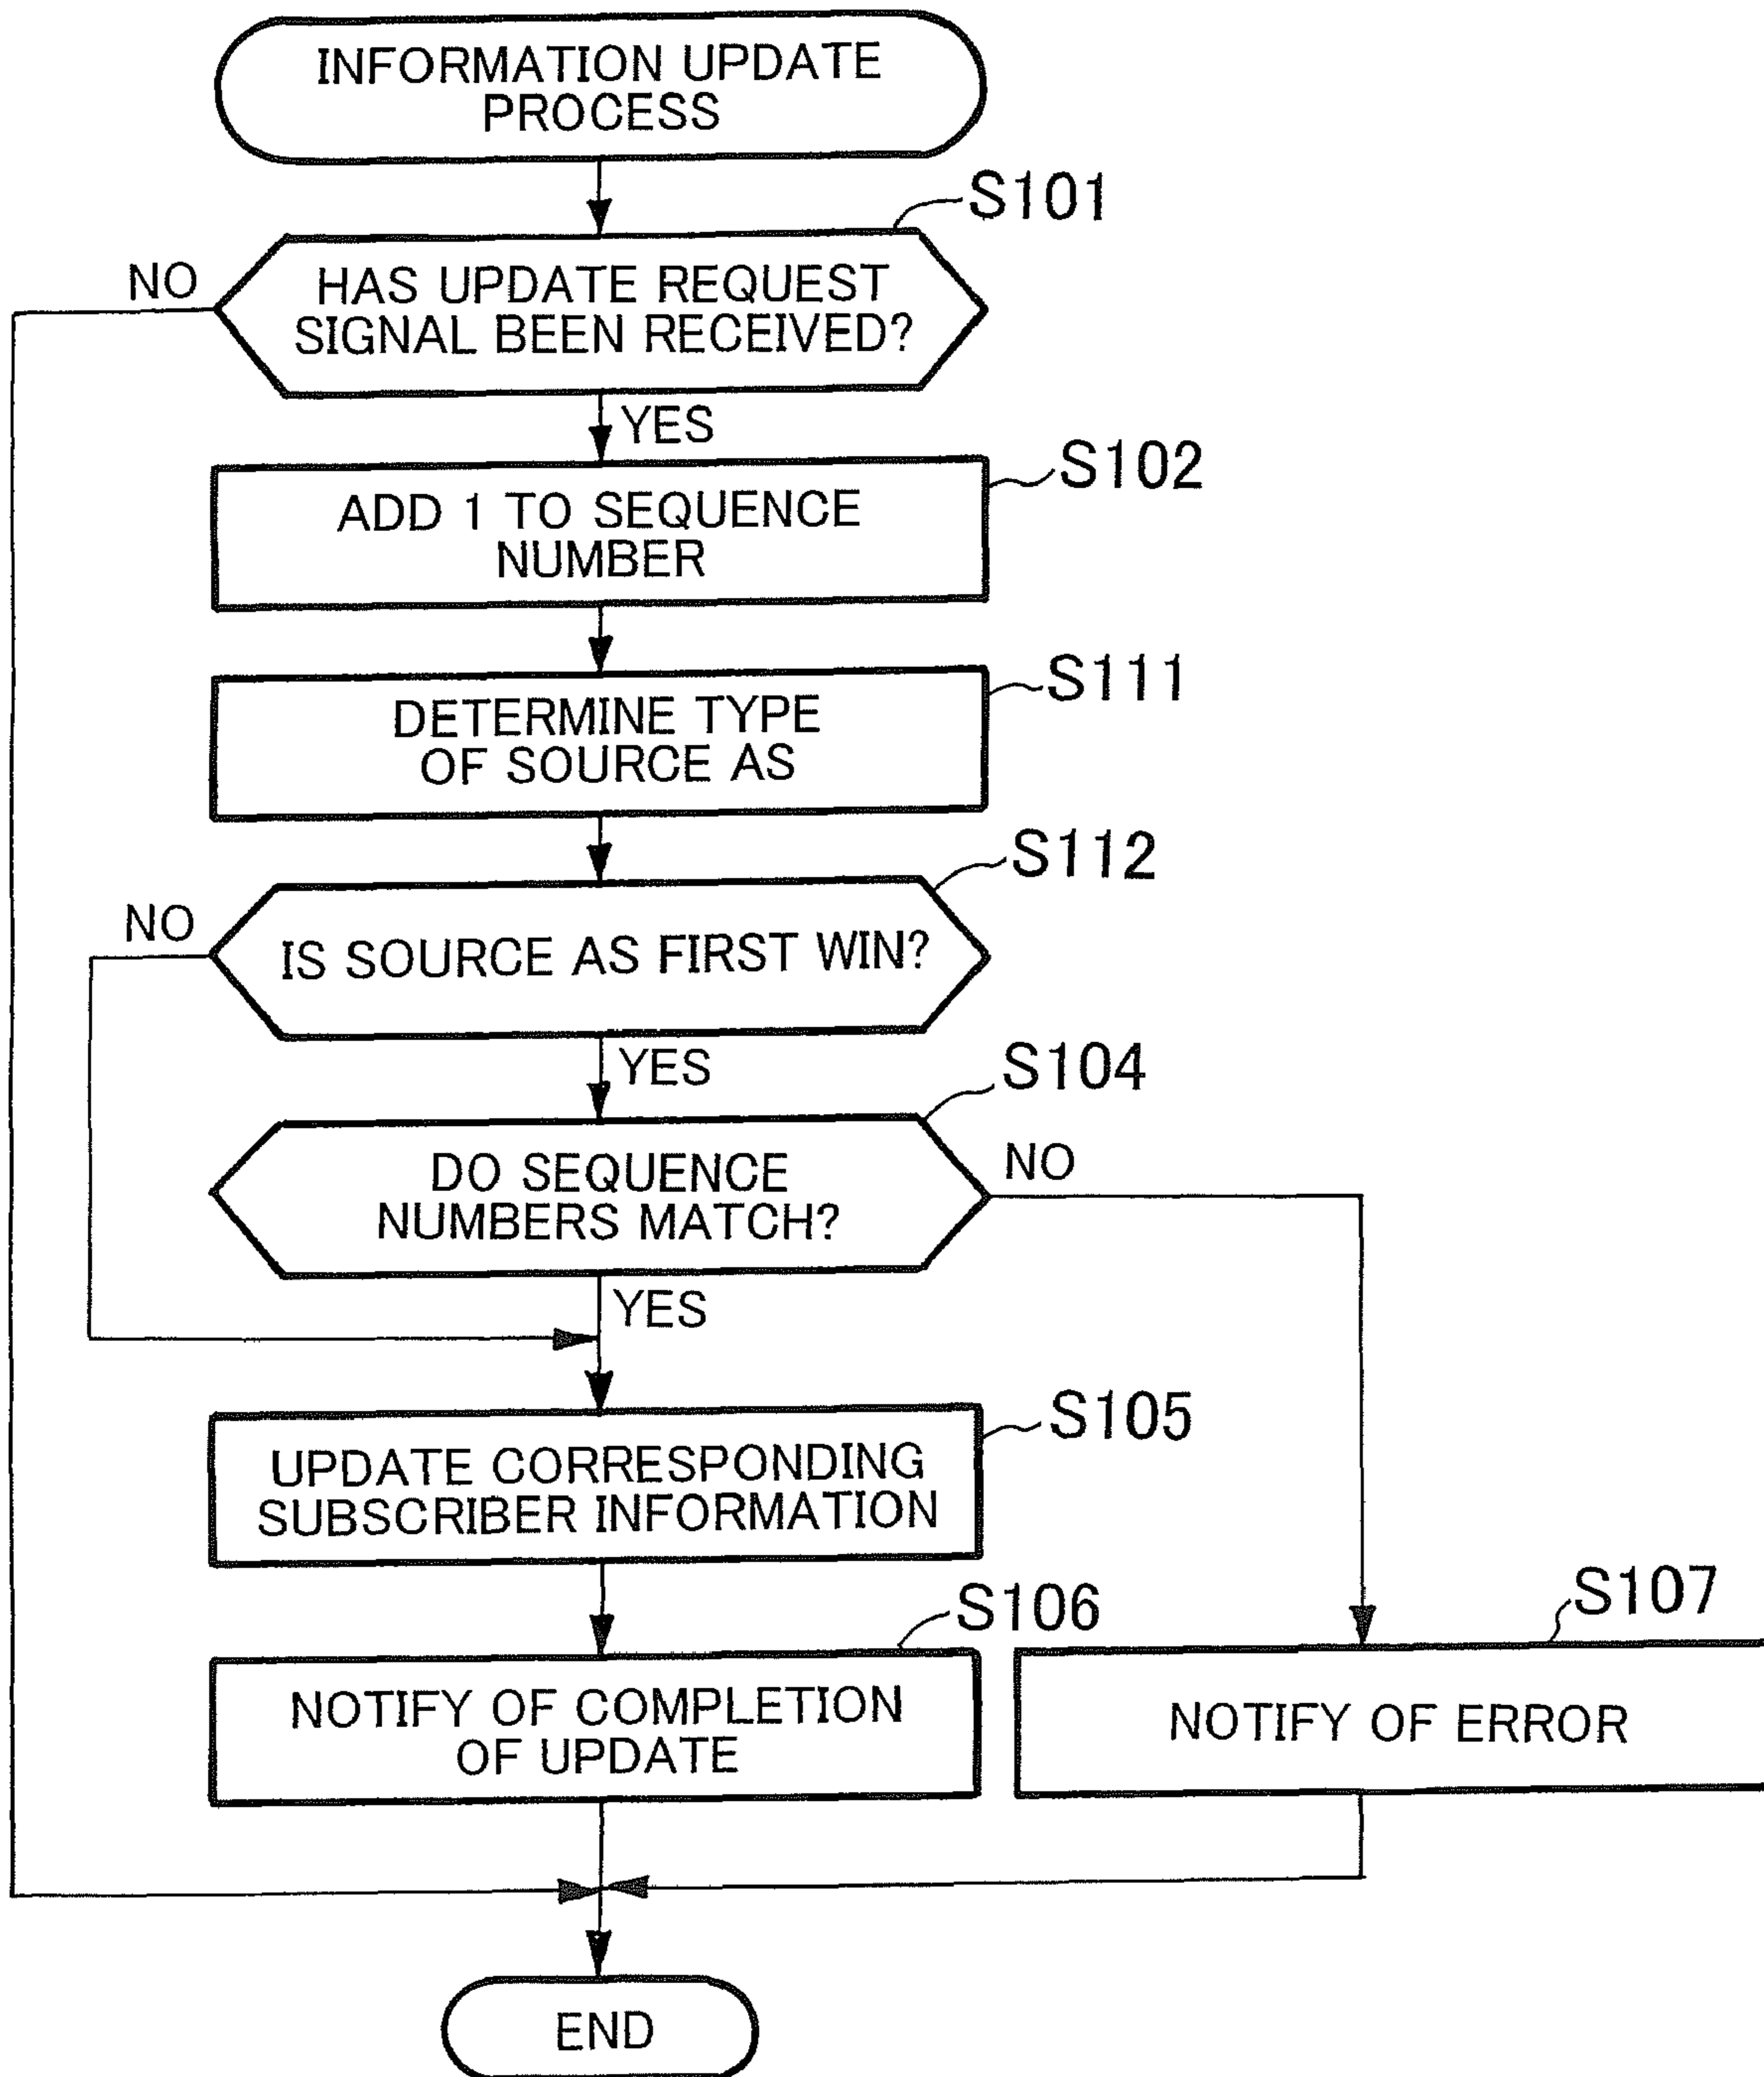 INFORMATION UPDATE
PROCESS
S101
NO
HAS UPDATE REQUEST
SIGNAL BEEN RECEIVED?
YES
S102
ADD 1 TO SEQUENCE
NUMBER
S111
DETERMINE TYPE
OF SOURCE AS
S112
NO
IS SOURCE AS FIRST WIN?
YES
S104
DO SEQUENCE
NUMBERS MATCH?
NO
YES
S105
UPDATE CORRESPONDING
SUBSCRIBER INFORMATION
S106
S107
NOTIFY OF COMPLETION
OF UPDATE
NOTIFY OF ERROR
END